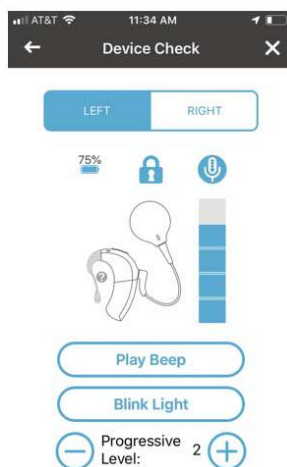 AT&T 11:34 AM
Device Check
LEFT RIGHT
75%
?
Play Beep
Blink Light
Progressive
Level: 2